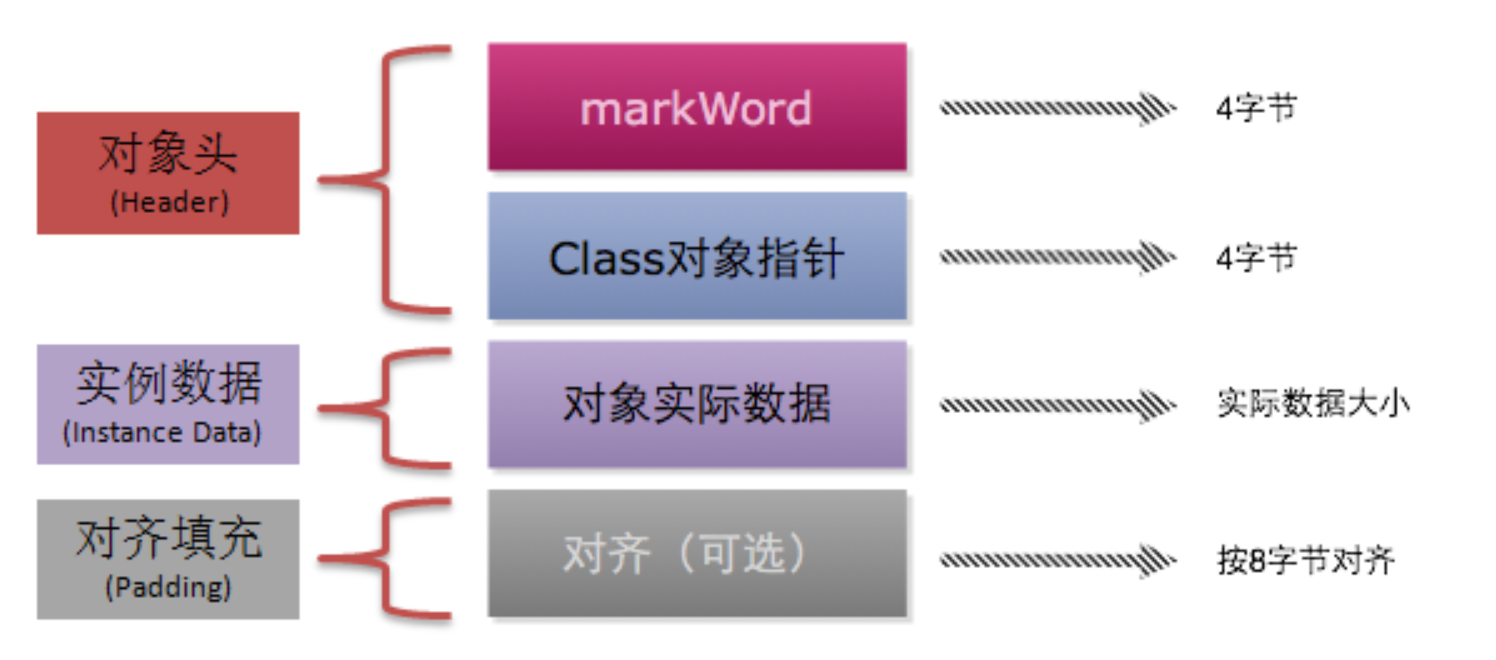 对象头
(Header)
markWord
4字节
Class对象指针
4字节
实例数据
(Instance Data)
对象实际数据
实际数据大小
对齐填充
(Padding)
对齐（可选）
按8字节对齐